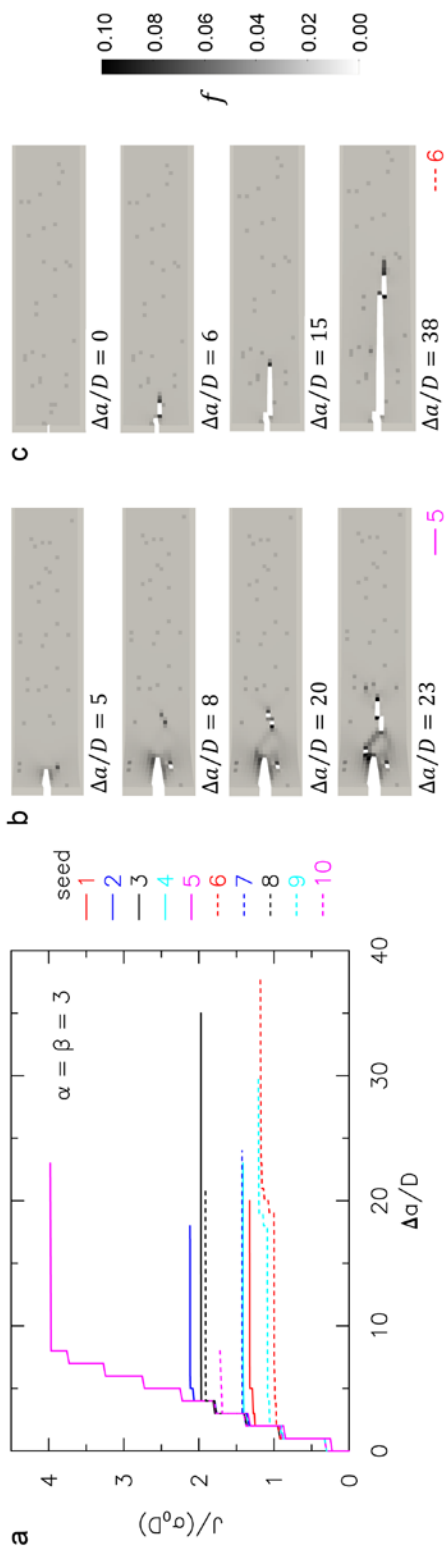 a
α = β = 3
J/(σ₀D)
4
3
2
1
0
0
10
20
30
40
Δa/D
seed
1
2
3
4
5
6
7
8
9
10
b
Δa/D = 5
Δa/D = 8
Δa/D = 20
Δa/D = 23
5
c
Δa/D = 0
Δa/D = 6
Δa/D = 15
Δa/D = 38
6
f
0.10
0.08
0.06
0.04
0.02
0.00